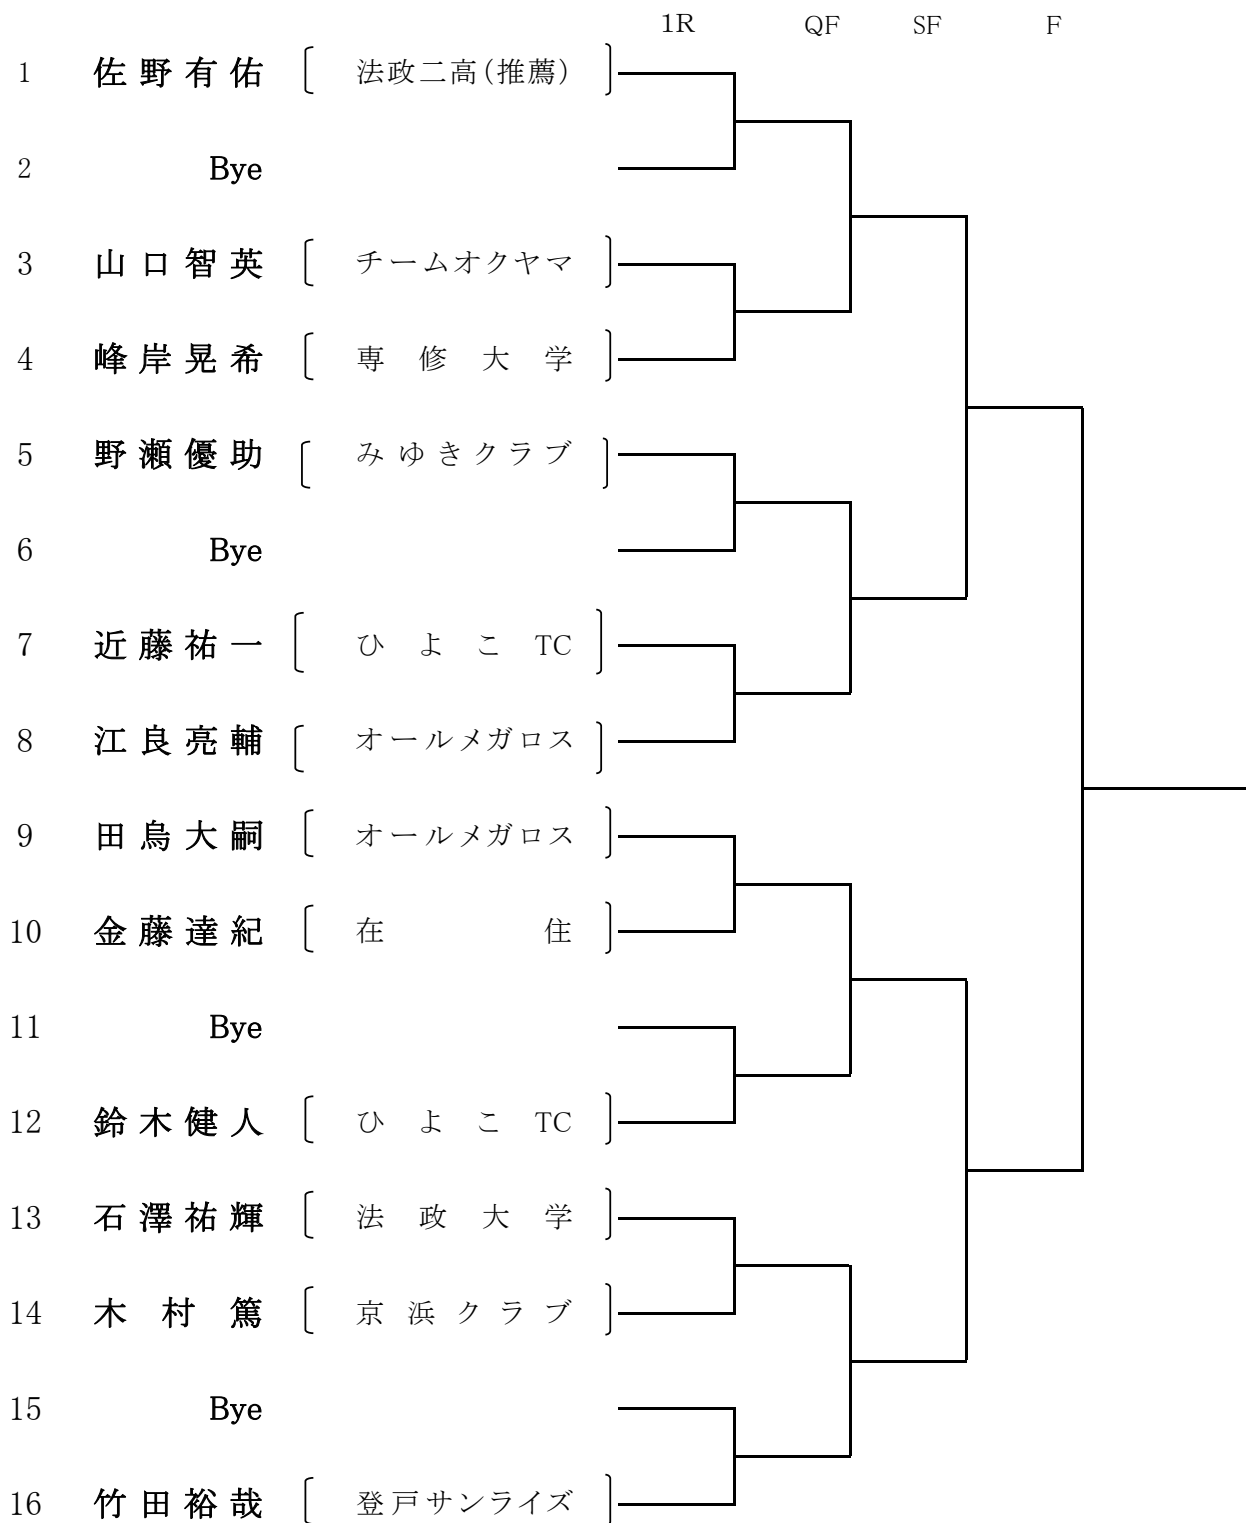 1R QF SF F
1 佐野有佑 〔 法政二高(推薦) 〕
2 Bye
3 山口智英 〔 チームオクヤマ 〕
4 峰岸晃希 〔 専修大学 〕
5 野瀬優助 〔 みゆきクラブ 〕
6 Bye
7 近藤祐一 〔 ひよこTC 〕
8 江良亮輔 〔 オールメガロス 〕
9 田烏大嗣 〔 オールメガロス 〕
10 金藤達紀 〔 在住 〕
11 Bye
12 鈴木健人 〔 ひよこTC 〕
13 石澤祐輝 〔 法政大学 〕
14 木村篤 〔 京浜クラブ 〕
15 Bye
16 竹田裕哉 〔 登戸サンライズ 〕